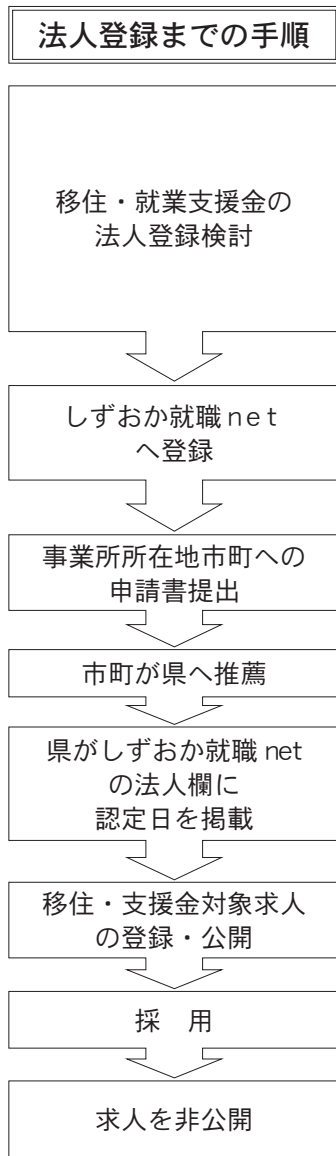 法人登録までの手順
移住・就業支援金の
法人登録検討
しずおか就職net
へ登録
事業所所在地市町への
申請書提出
市町が県へ推薦
県がしずおか就職net
の法人欄に
認定日を掲載
移住・支援金対象求人
の登録・公開
採　用
求人を非公開